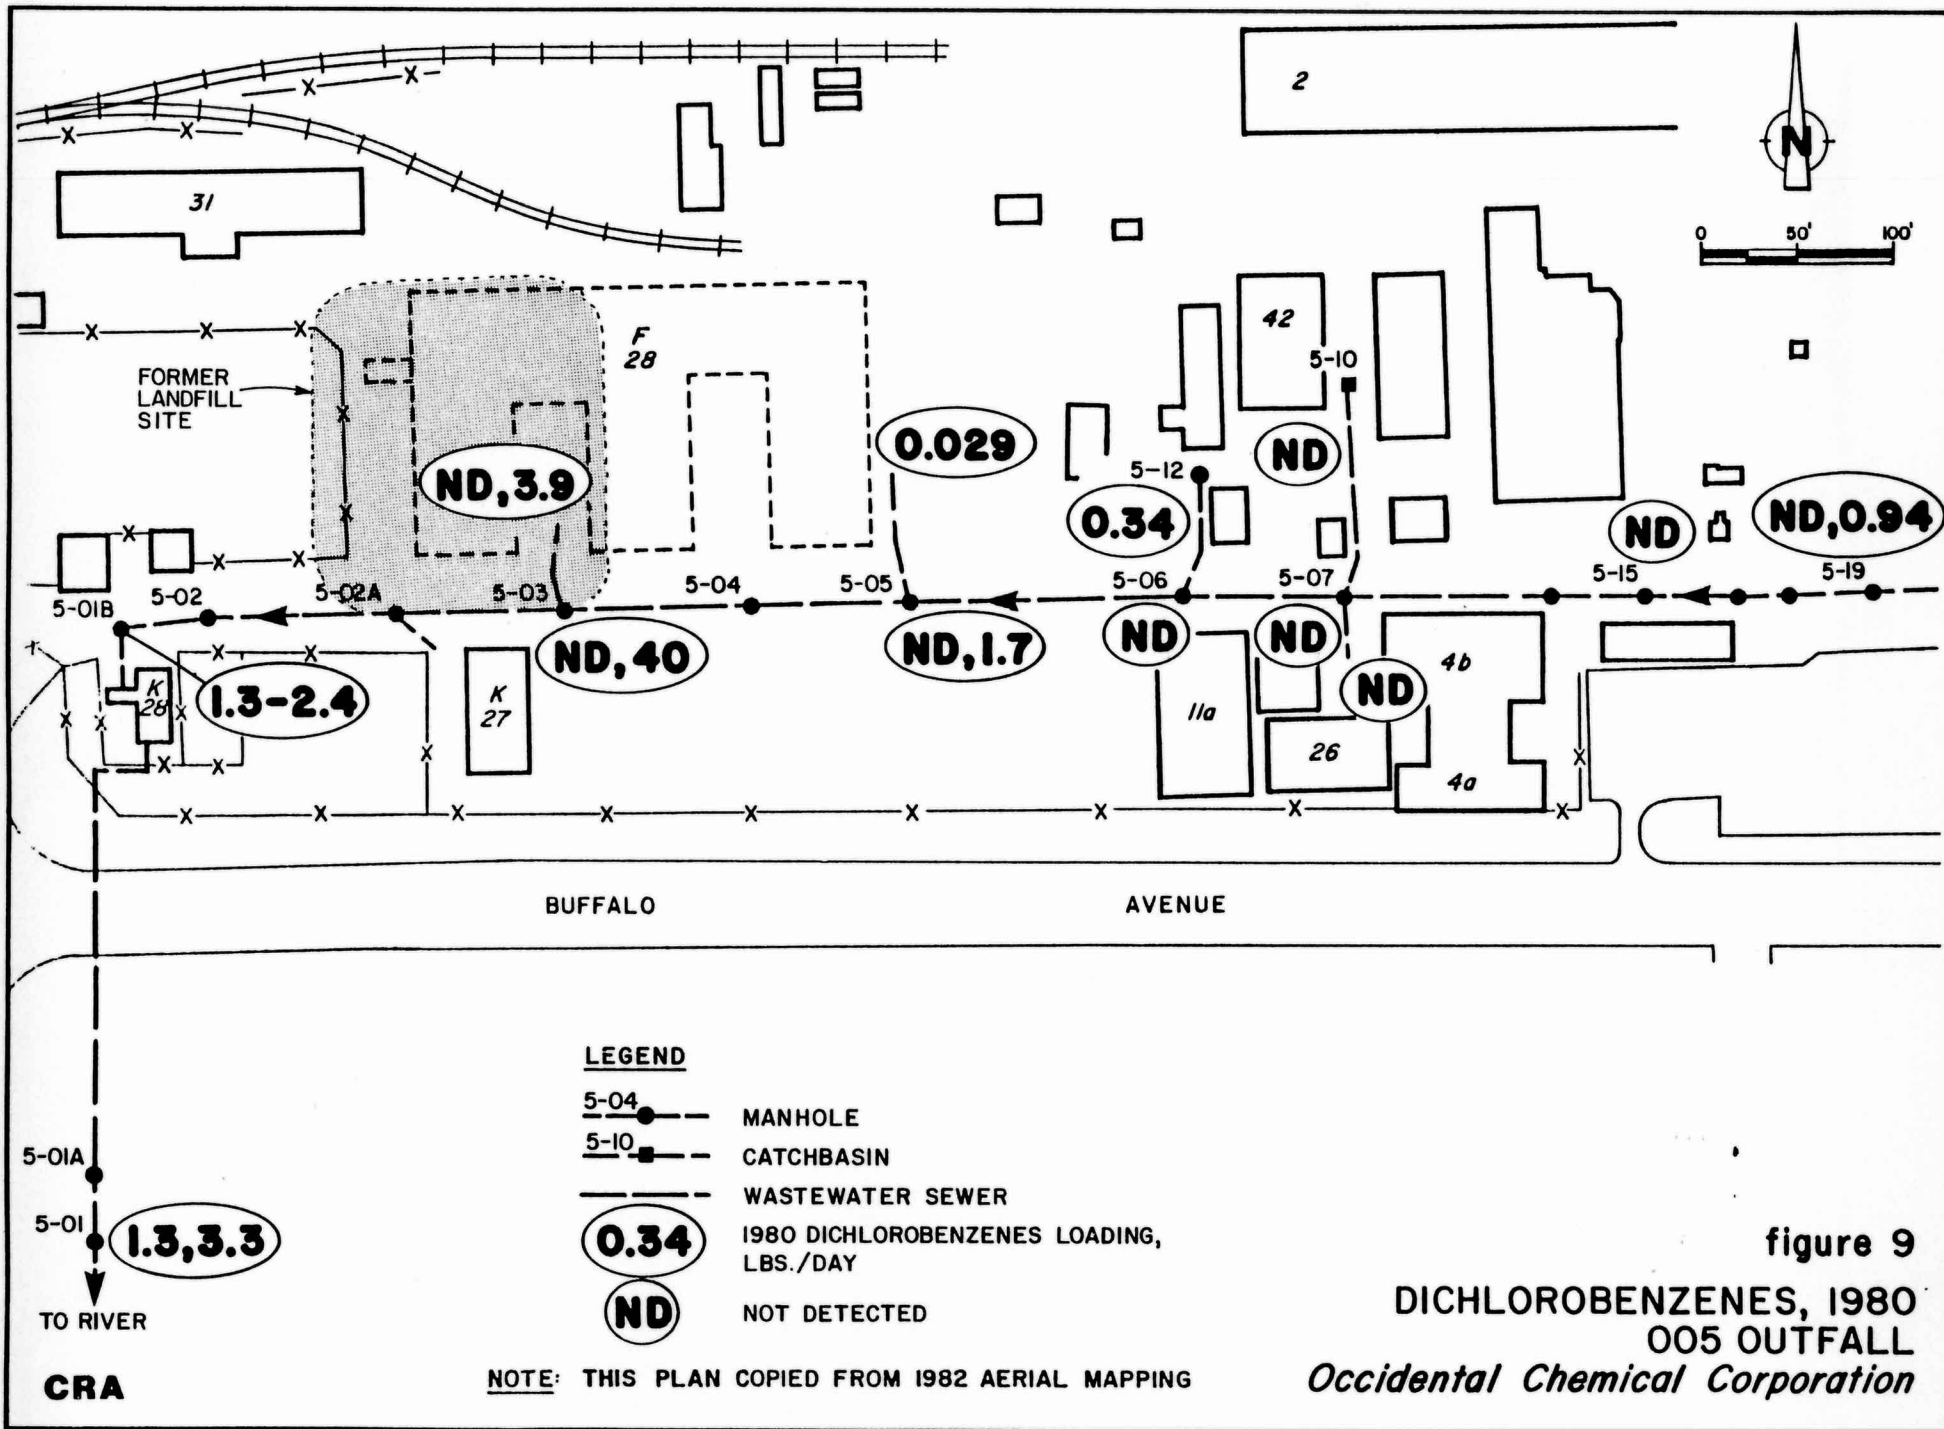 2
N
0 50' 100'
31
F
28
42
5-10
FORMER
LANDFILL
SITE
ND,3.9
0.029
5-12
0.34
ND
ND
ND,0.94
5-01B
5-02
5-02A
5-03
5-04
5-05
5-06
5-07
5-15
5-19
ND,40
ND,1.7
ND
ND
ND
K
28
1.3-2.4
K
27
11a
26
4b
4a
BUFFALO AVENUE
LEGEND
5-04 MANHOLE
5-10 CATCHBASIN
WASTEWATER SEWER
0.34 1980 DICHLOROBENZENES LOADING,
LBS./DAY
ND NOT DETECTED
5-01A
5-01
1.3,3.3
TO RIVER
CRA
NOTE: THIS PLAN COPIED FROM 1982 AERIAL MAPPING
figure 9
DICHLOROBENZENES, 1980
005 OUTFALL
Occidental Chemical Corporation